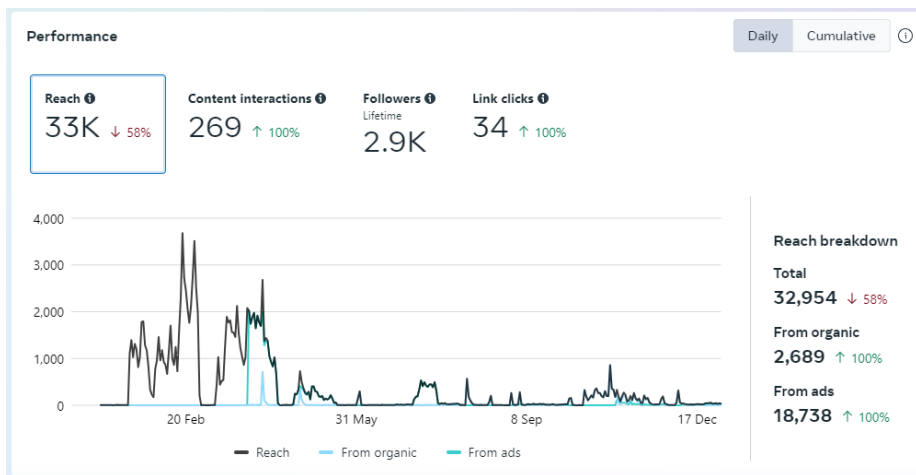 Performance
Daily
Cumulative
Reach
33K ↓ 58%
Content interactions
269 ↑ 100%
Followers
Lifetime
2.9K
Link clicks
34 ↑ 100%
4,000
3,000
2,000
1,000
0
20 Feb
31 May
8 Sep
17 Dec
Reach
From organic
From ads
Reach breakdown
Total
32,954 ↓ 58%
From organic
2,689 ↑ 100%
From ads
18,738 ↑ 100%